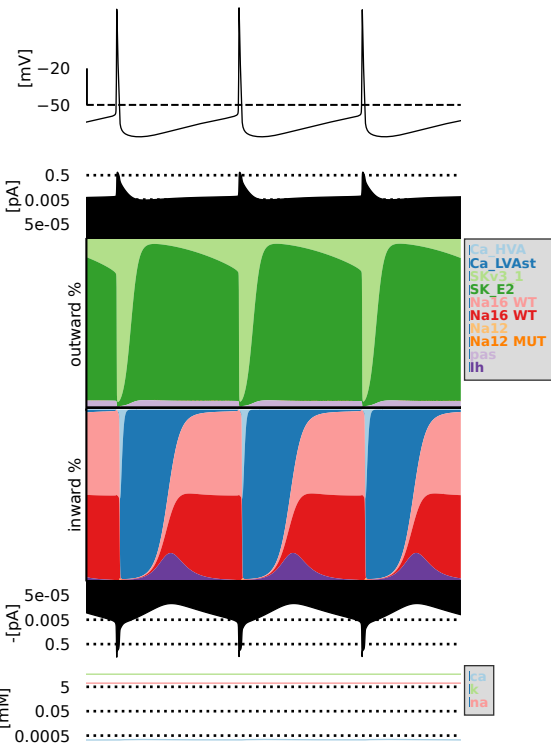 [mV]
−20
−50
[pA]
0.5
0.005
5e-05
outward %
Ca_HVA
Ca_LVAst
SKv3_1
SK_E2
Na16 WT
Na16 WT
Na12
Na12 MUT
pas
Ih
inward %
-[pA]
5e-05
0.005
0.5
[mM]
5
0.05
0.0005
ca
k
na